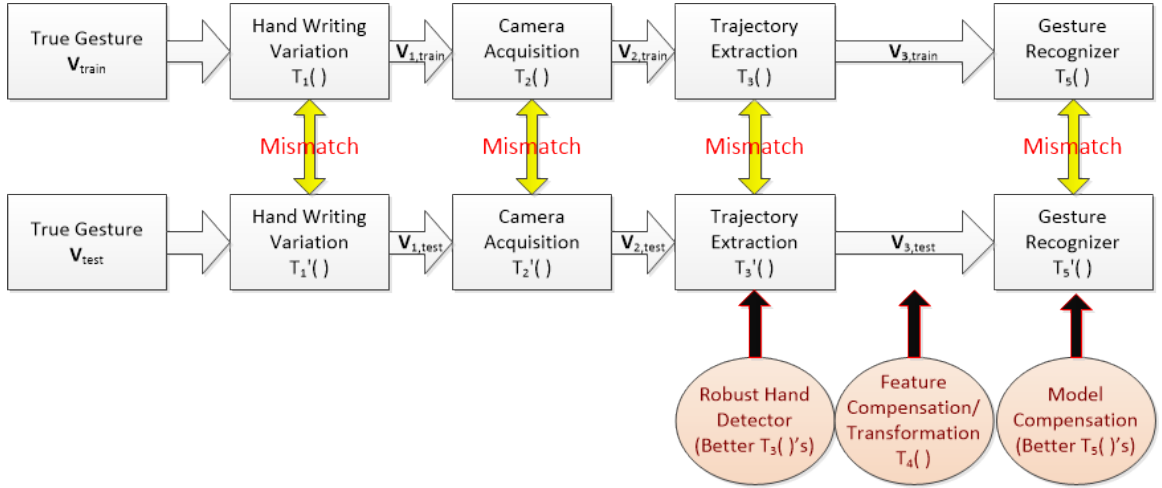 True Gesture
V_train
Hand Writing
Variation
T₁( )
V₁,train
Camera
Acquisition
T₂( )
V₂,train
Trajectory
Extraction
T₃( )
V₃,train
Gesture
Recognizer
T₅( )
Mismatch
Mismatch
Mismatch
Mismatch
True Gesture
V_test
Hand Writing
Variation
T₁'( )
V₁,test
Camera
Acquisition
T₂'( )
V₂,test
Trajectory
Extraction
T₃'( )
V₃,test
Gesture
Recognizer
T₅'( )
Robust Hand
Detector
(Better T₃( )'s)
Feature
Compensation/
Transformation
T₄( )
Model
Compensation
(Better T₅( )'s)